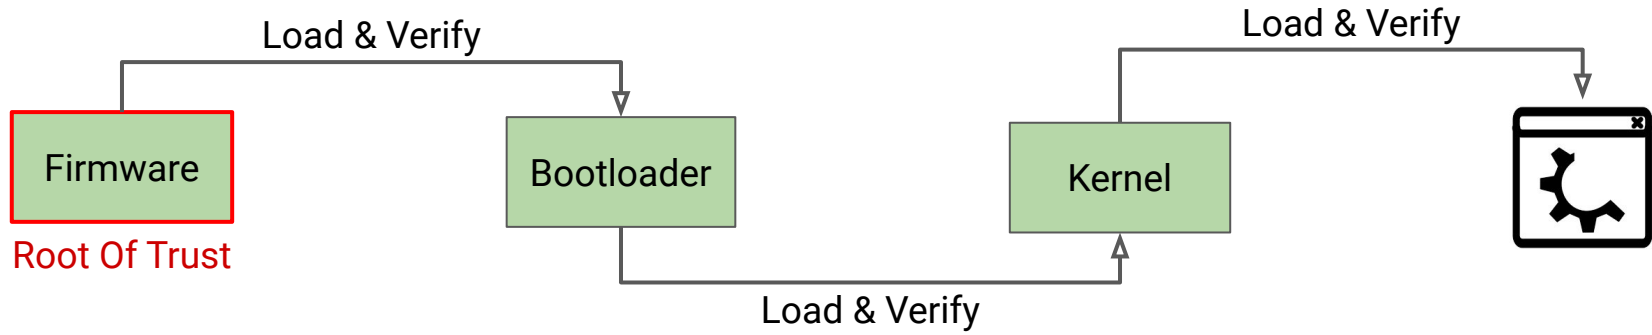 Load & Verify
Load & Verify
Firmware
Bootloader
Kernel
Root Of Trust
Load & Verify